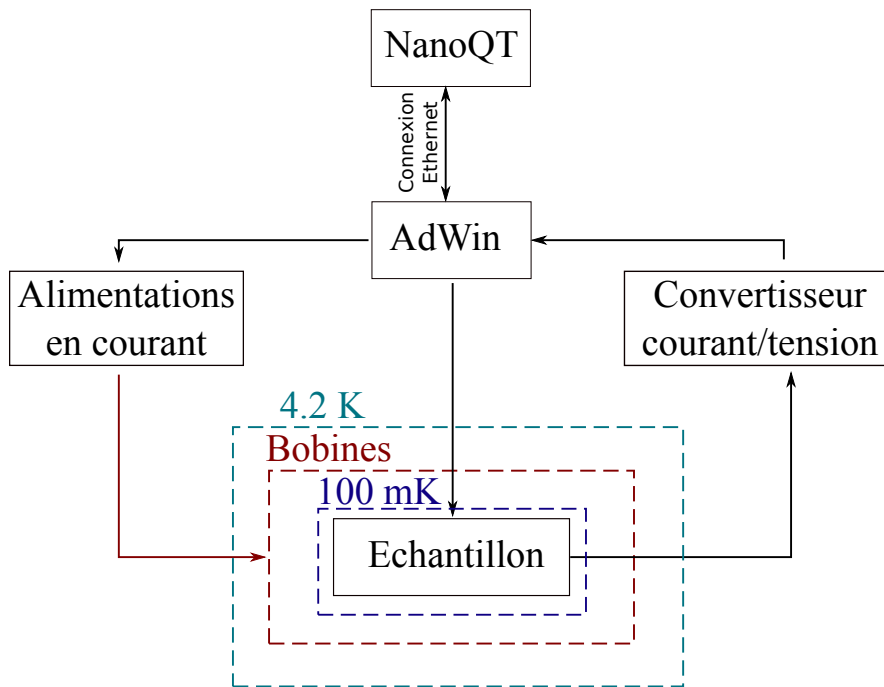 NanoQT
Connexion
Ethernet
AdWin
Alimentations
en courant
Convertisseur
courant/tension
4.2 K
Bobines
100 mK
Echantillon